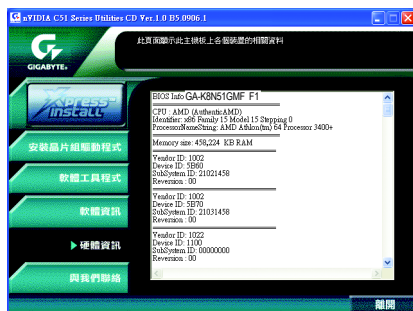 nVIDIA C51 Series Utilities CD Ver.1.0 B5.0906.1
GIGABYTE
此頁面顯示此主機板上各個裝置的相關資料
Xpress Install
安裝晶片組驅動程式
軟體工具程式
軟體資訊
硬體資訊
與我們聯絡
BIOS Info GA-K8N51GMF F1
CPU : AMD (AuthenticAMD)
Identifier: x86 Family 15 Model 15 Stepping 0
ProcessorNameString: AMD Athlon(tm) 64 Processor 3400+
Memory size: 458,224 KB RAM
Vendor ID: 1002
Device ID: 5B60
SubSystem ID: 21021458
Reversion : 00
Vendor ID: 1002
Device ID: 5B70
SubSystem ID: 21031458
Reversion : 00
Vendor ID: 1022
Device ID: 1100
SubSystem ID: 00000000
Reversion : 00
離開